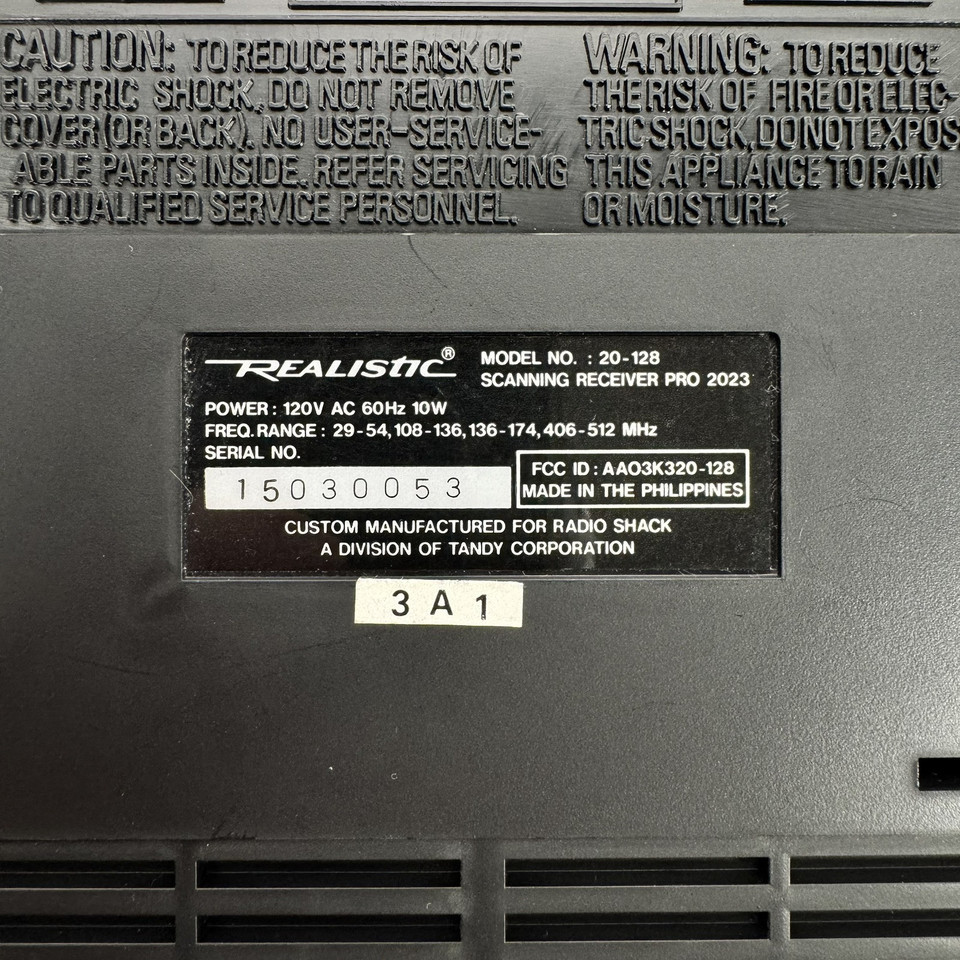 CAUTION: TO REDUCE THE RISK OF
ELECTRIC SHOCK, DO NOT REMOVE
COVER (OR BACK). NO USER-SERVICE-
ABLE PARTS INSIDE. REFER SERVICING
TO QUALIFIED SERVICE PERSONNEL.
WARNING: TO REDUCE
THE RISK OF FIRE OR ELEC-
TRIC SHOCK, DO NOT EXPOS
THIS APPLIANCE TO RAIN
OR MOISTURE.
REALISTIC®
MODEL NO. : 20-128
SCANNING RECEIVER PRO 2023
POWER : 120V AC 60Hz 10W
FREQ. RANGE : 29-54, 108-136, 136-174, 406-512 MHz
SERIAL NO.
15030053
FCC ID : AAO3K320-128
MADE IN THE PHILIPPINES
CUSTOM MANUFACTURED FOR RADIO SHACK
A DIVISION OF TANDY CORPORATION
3 A 1